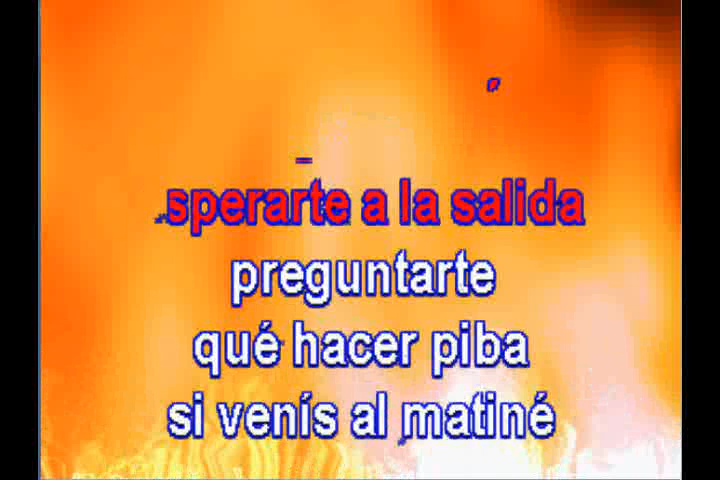 sperarte a la salida
preguntarte
qué hacer piba
si venís al matiné